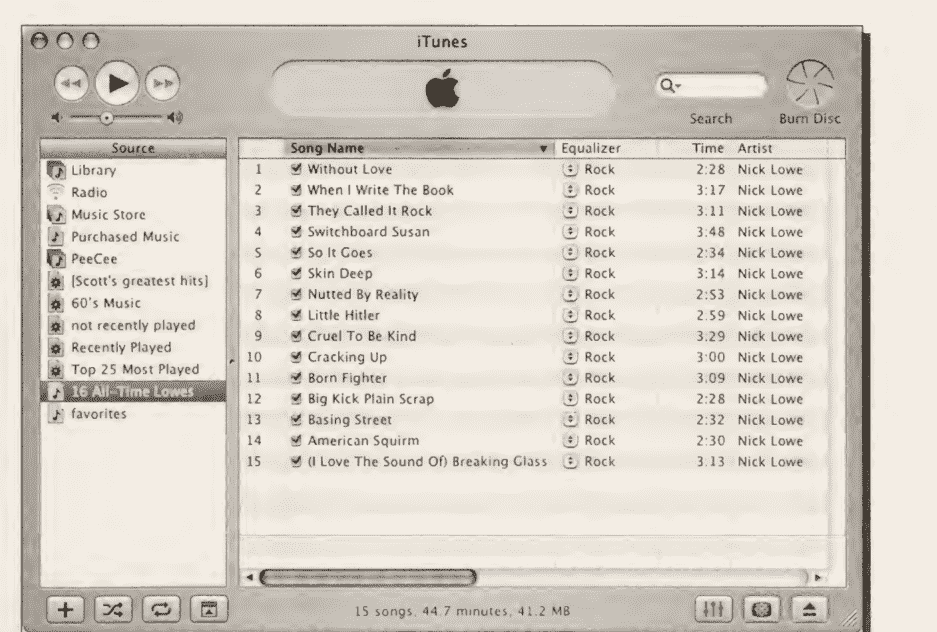 iTunes
Search
Burn Disc
Source
Library
Radio
Music Store
Purchased Music
PeeCee
[Scott's greatest hits]
60's Music
not recently played
Recently Played
Top 25 Most Played
16 All-Time Lowes
favorites
Song Name Equalizer Time Artist
1 Without Love Rock 2:28 Nick Lowe
2 When I Write The Book Rock 3:17 Nick Lowe
3 They Called It Rock Rock 3.11 Nick Lowe
4 Switchboard Susan Rock 3.48 Nick Lowe
5 So It Goes Rock 2:34 Nick Lowe
6 Skin Deep Rock 3:14 Nick Lowe
7 Nutted By Reality Rock 2:53 Nick Lowe
8 Little Hitler Rock 2.59 Nick Lowe
9 Cruel To Be Kind Rock 3.29 Nick Lowe
10 Cracking Up Rock 3:00 Nick Lowe
11 Born Fighter Rock 3.09 Nick Lowe
12 Big Kick Plain Scrap Rock 2:28 Nick Lowe
13 Basing Street Rock 2:32 Nick Lowe
14 American Squirm Rock 2:30 Nick Lowe
15 (I Love The Sound Of) Breaking Glass Rock 3.13 Nick Lowe
15 songs, 44.7 minutes, 41.2 MB